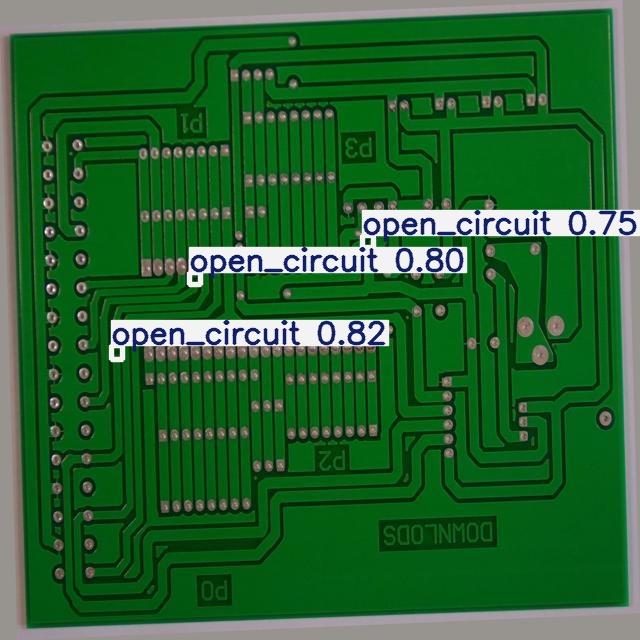 P1
P3
open_circuit 0.75
open_circuit 0.80
open_circuit 0.82
P2
DOWNLODS
P0